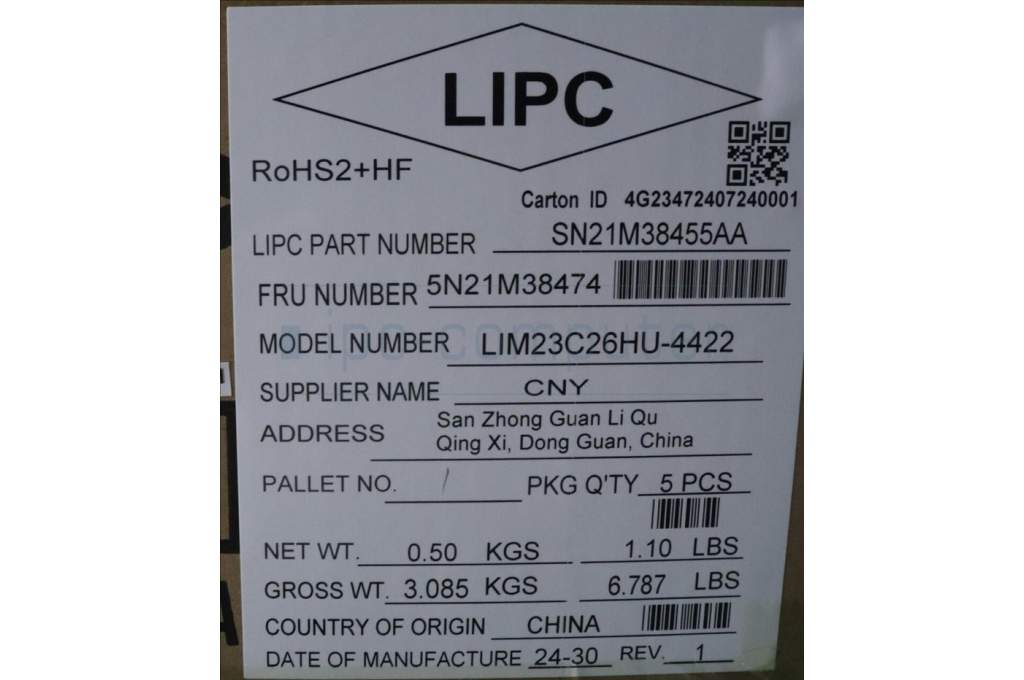 LIPC
RoHS2+HF
Carton ID 4G23472407240001
LIPC PART NUMBER SN21M38455AA
FRU NUMBER 5N21M38474
ipc computer
MODEL NUMBER LIM23C26HU-4422
SUPPLIER NAME CNY
ADDRESS San Zhong Guan Li Qu
Qing Xi, Dong Guan, China
PALLET NO. / PKG Q'TY 5 PCS
NET WT. 0.50 KGS 1.10 LBS
GROSS WT. 3.085 KGS 6.787 LBS
COUNTRY OF ORIGIN CHINA
DATE OF MANUFACTURE 24-30 REV. 1